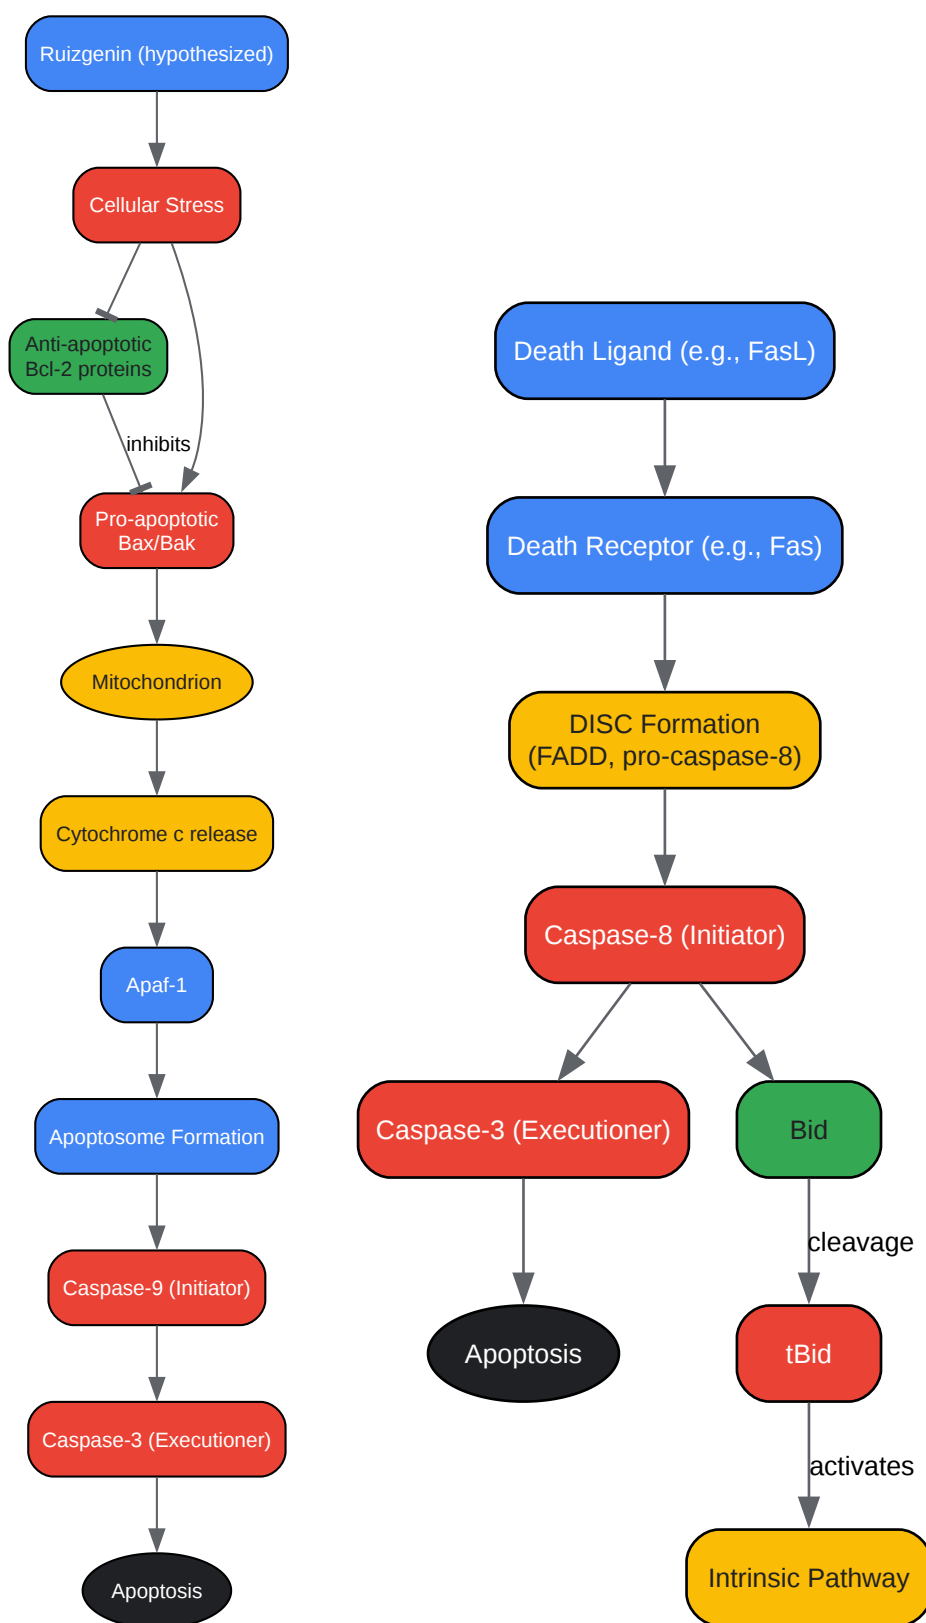 Ruizgenin (hypothesized)
Cellular Stress
Anti-apoptotic
Bcl-2 proteins
inhibits
Pro-apoptotic
Bax/Bak
Mitochondrion
Cytochrome c release
Apaf-1
Apoptosome Formation
Caspase-9 (Initiator)
Caspase-3 (Executioner)
Apoptosis
Death Ligand (e.g., FasL)
Death Receptor (e.g., Fas)
DISC Formation
(FADD, pro-caspase-8)
Caspase-8 (Initiator)
Caspase-3 (Executioner)
Bid
cleavage
Apoptosis
tBid
activates
Intrinsic Pathway